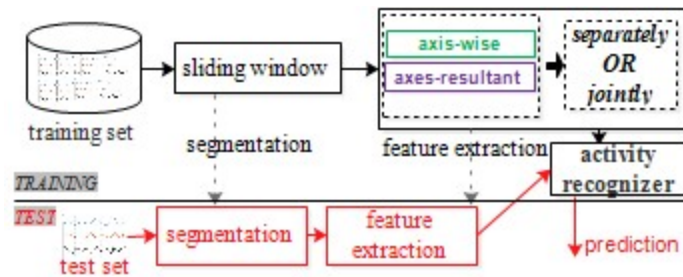 axis-wise
axes-resultant
separately
OR
jointly
sliding window
training set
segmentation
feature extraction
activity
recognizer
TRAINING
TEST
segmentation
feature
extraction
test set
prediction